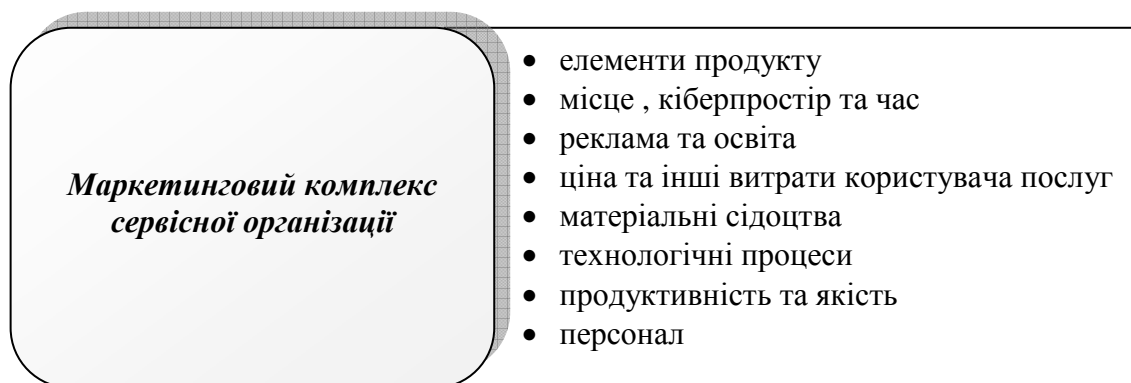 Маркетинговий комплекс
сервісної організації
• елементи продукту
• місце , кіберпростір та час
• реклама та освіта
• ціна та інші витрати користувача послуг
• матеріальні сідоцтва
• технологічні процеси
• продуктивність та якість
• персонал